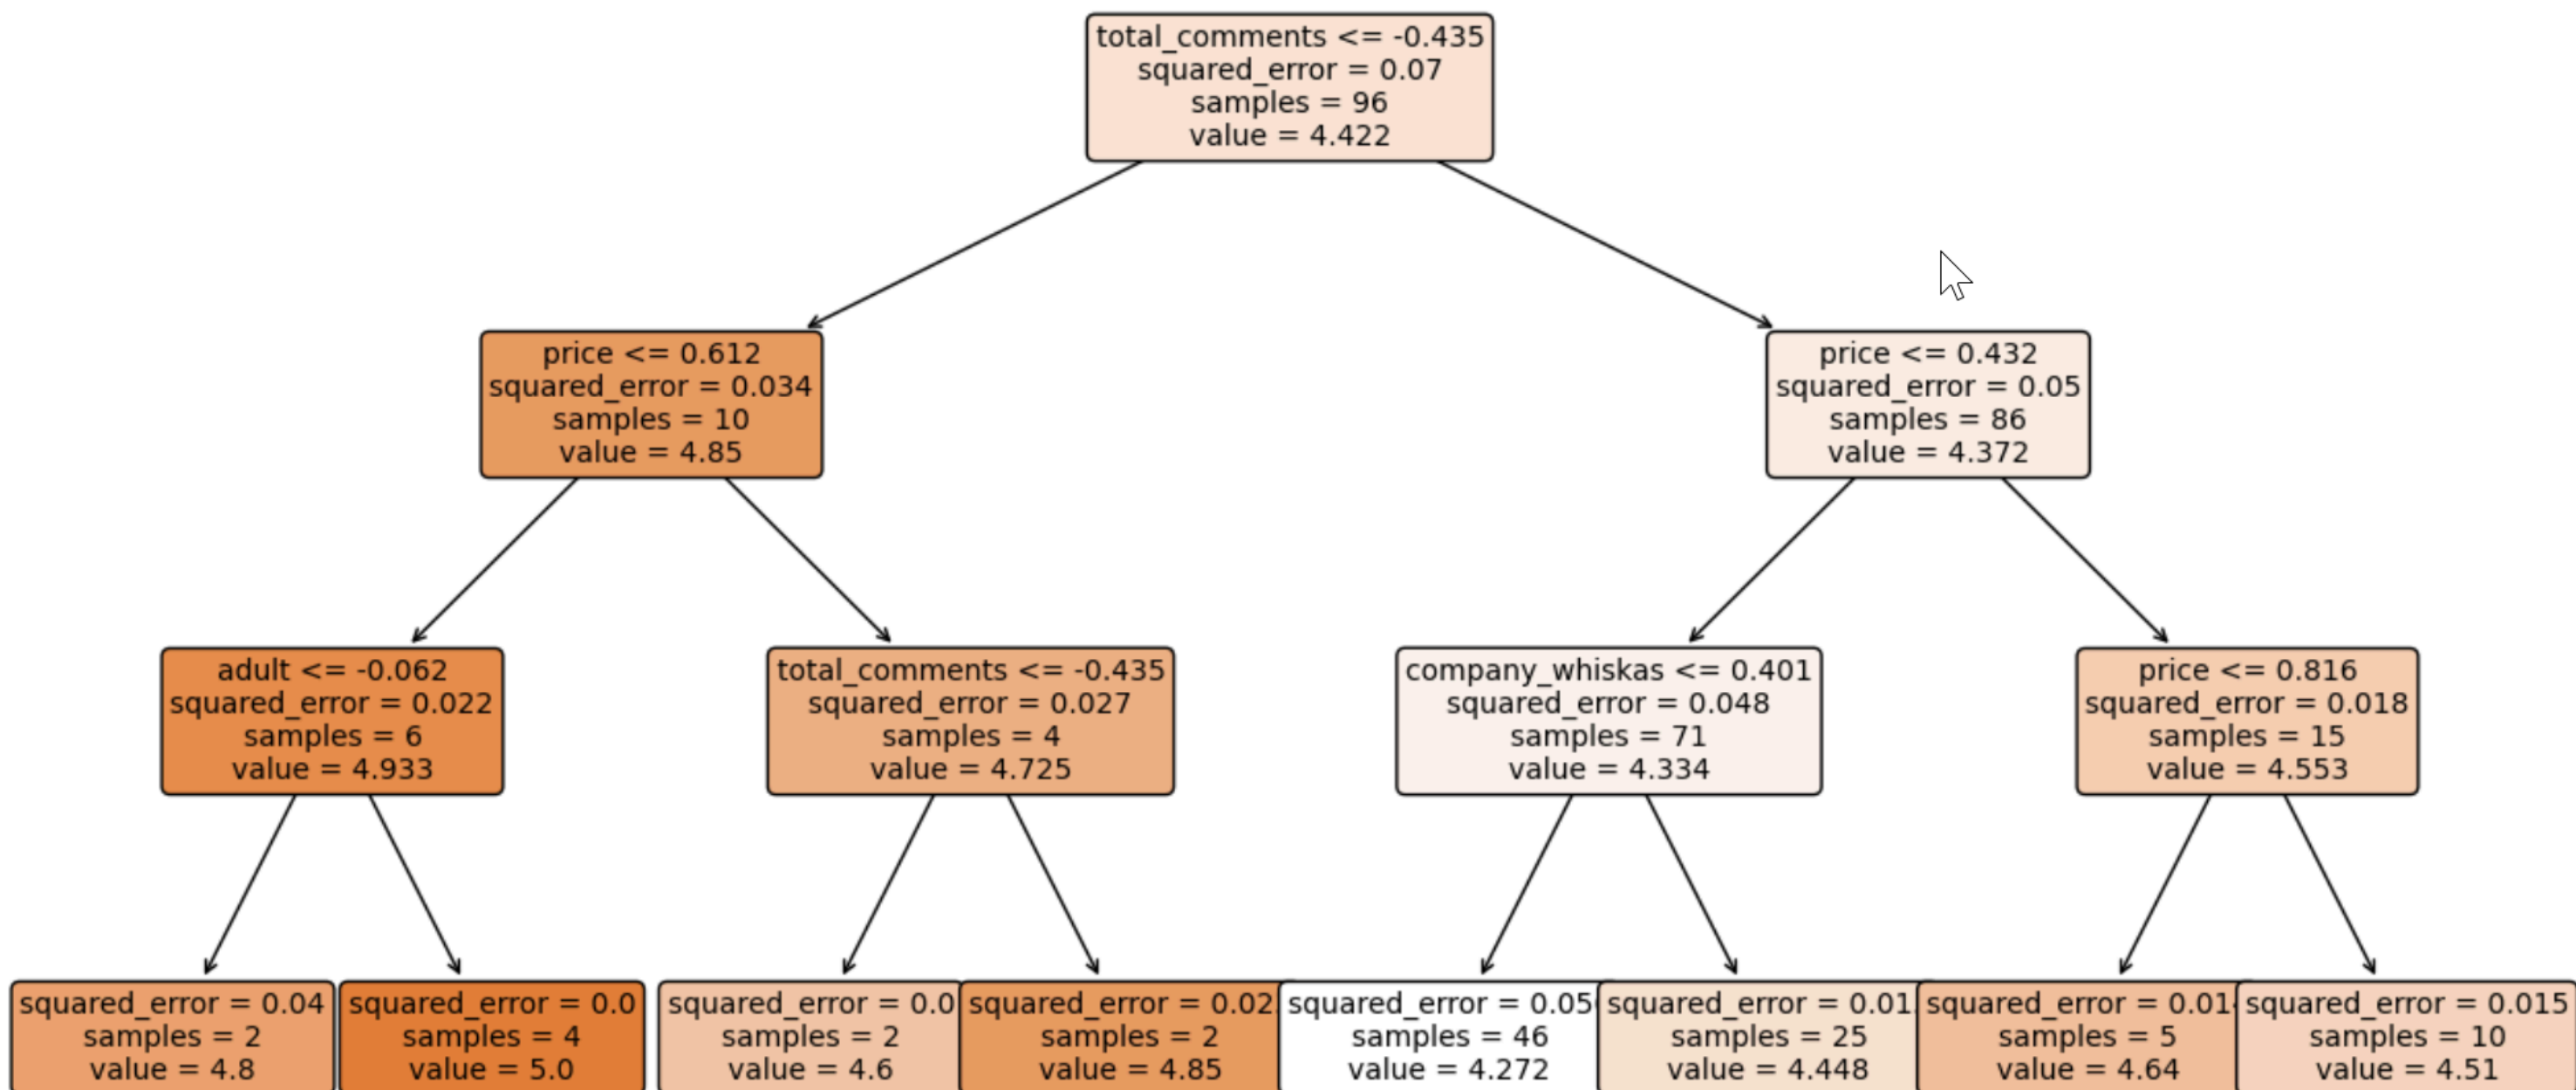 total_comments <= -0.435
squared_error = 0.07
samples = 96
value = 4.422
price <= 0.612
squared_error = 0.034
samples = 10
value = 4.85
price <= 0.432
squared_error = 0.05
samples = 86
value = 4.372
adult <= -0.062
squared_error = 0.022
samples = 6
value = 4.933
total_comments <= -0.435
squared_error = 0.027
samples = 4
value = 4.725
company_whiskas <= 0.401
squared_error = 0.048
samples = 71
value = 4.334
price <= 0.816
squared_error = 0.018
samples = 15
value = 4.553
squared_error = 0.04
samples = 2
value = 4.8
squared_error = 0.0
samples = 4
value = 5.0
squared_error = 0.0
samples = 2
value = 4.6
squared_error = 0.02
samples = 2
value = 4.85
squared_error = 0.05
samples = 46
value = 4.272
squared_error = 0.01
samples = 25
value = 4.448
squared_error = 0.01
samples = 5
value = 4.64
squared_error = 0.015
samples = 10
value = 4.51